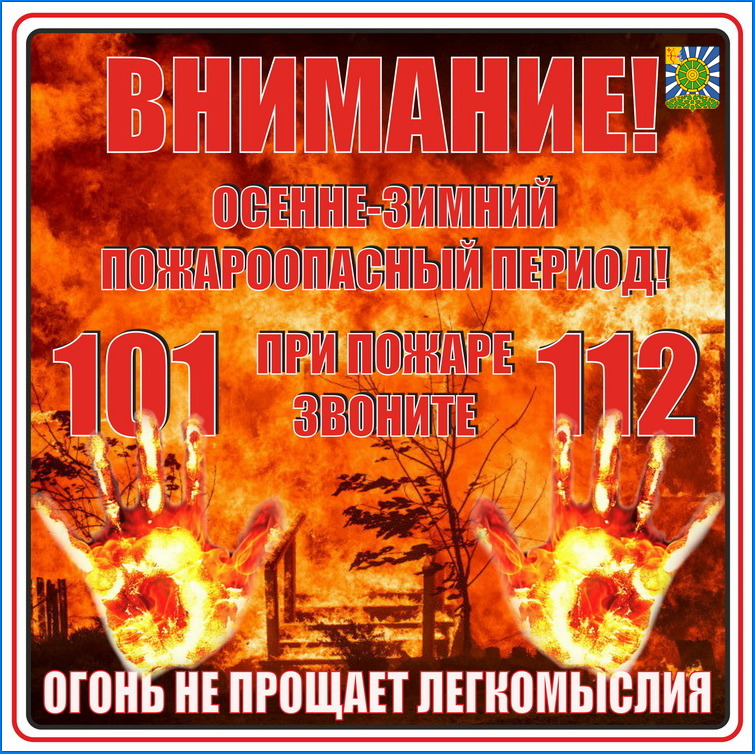 ВНИМАНИЕ!
ОСЕННЕ-ЗИМНИЙ
ПОЖАРООПАСНЫЙ ПЕРИОД!
101 ПРИ ПОЖАРЕ 112
ЗВОНИТЕ
ОГОНЬ НЕ ПРОЩАЕТ ЛЕГКОМЫСЛИЯ